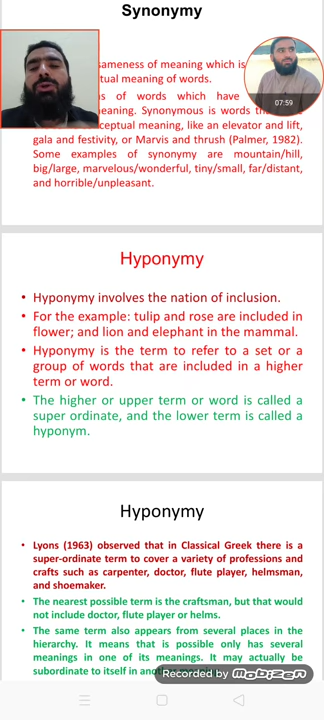 Synonymy
sameness of meaning which is
tual meaning of words.
s of words which have
eaning. Synonymous is words th
ceptual meaning, like an elevator and lift,
07:59
gala and festivity, or Marvis and thrush (Palmer, 1982).
Some examples of synonymy are mountain/hill,
big/large, marvelous/wonderful, tiny/small, far/distant,
and horrible/unpleasant.
Hyponymy
• Hyponymy involves the nation of inclusion.
• For the example: tulip and rose are included in
flower; and lion and elephant in the mammal.
• Hyponymy is the term to refer to a set or a
group of words that are included in a higher
term or word.
• The higher or upper term or word is called a
super ordinate, and the lower term is called a
hyponym.
Hyponymy
• Lyons (1963) observed that in Classical Greek there is a
super-ordinate term to cover a variety of professions and
crafts such as carpenter, doctor, flute player, helmsman,
and shoemaker.
• The nearest possible term is the craftsman, but that would
not include doctor, flute player or helms.
• The same term also appears from several places in the
hierarchy. It means that is possible only has several
meanings in one of its meanings. It may actually be
subordinate to itself in
Recorded by mobizen